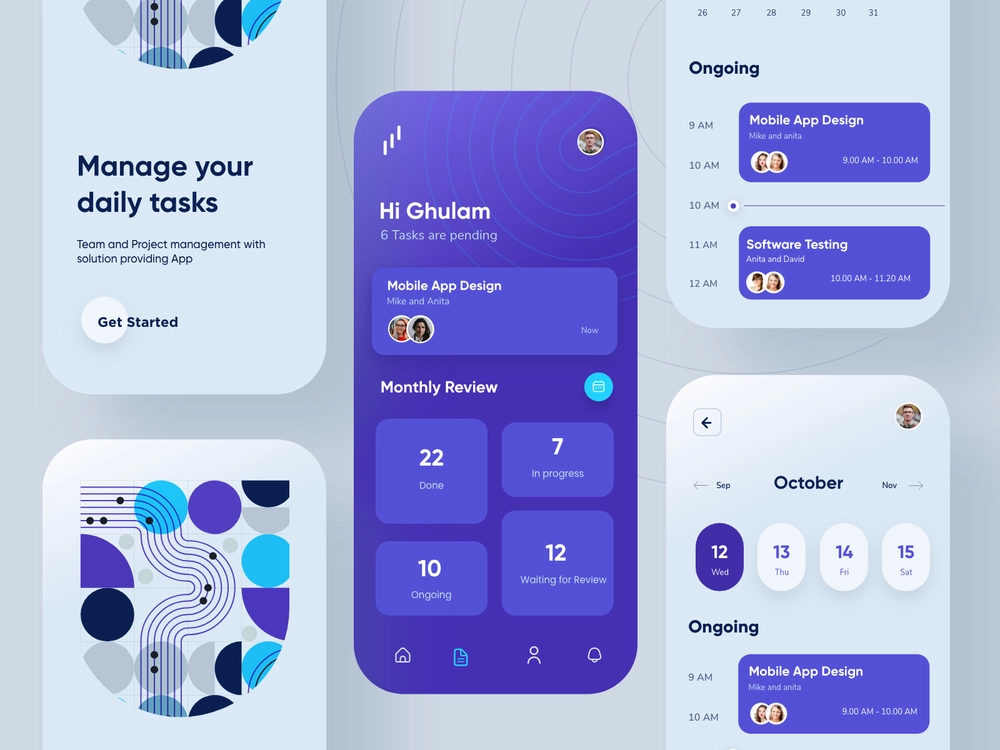 Manage your
daily tasks
Team and Project management with
solution providing App
Get Started
Hi Ghulam
6 Tasks are pending
Mobile App Design
Mike and Anita
Now
Monthly Review
22
Done
7
In progress
10
Ongoing
12
Waiting for Review
26 27 28 29 30 31
Ongoing
9 AM
Mobile App Design
Mike and anita
10 AM
9.00 AM - 10.00 AM
10 AM
11 AM
Software Testing
Anita and David
12 AM
10.00 AM - 11.20 AM
Sep October Nov
12 13 14 15
Wed Thu Fri Sat
Ongoing
9 AM
Mobile App Design
Mike and anita
10 AM
9.00 AM - 10.00 AM